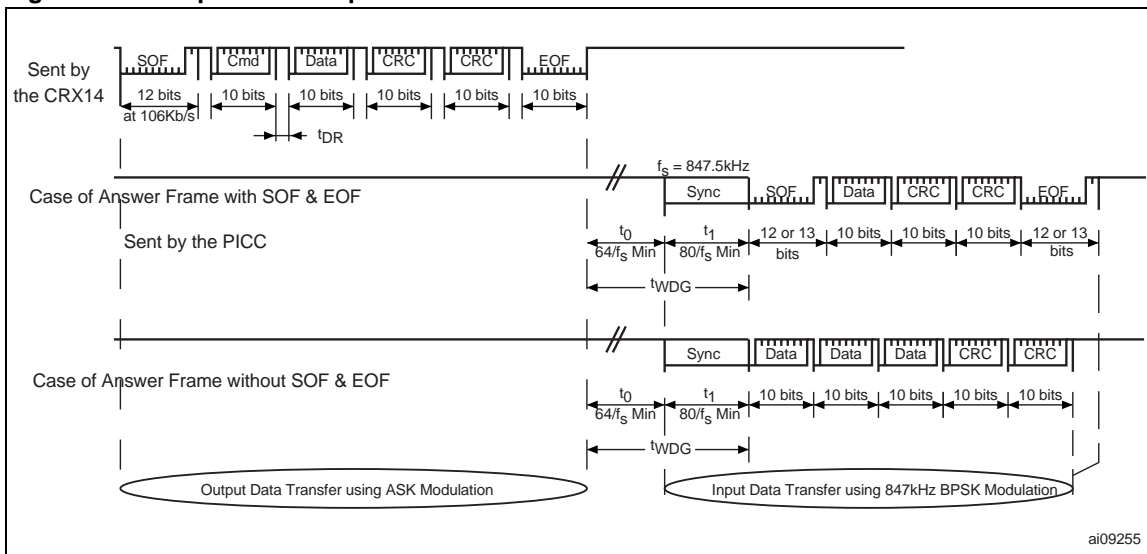 Sent by
the CRX14
SOF
Cmd
Data
CRC
CRC
EOF
12 bits
at 106Kb/s
10 bits
10 bits
10 bits
10 bits
10 bits
tDR
Case of Answer Frame with SOF & EOF
Sent by the PICC
fs = 847.5kHz
Sync
SOF
Data
CRC
CRC
EOF
t0
64/fs Min
t1
80/fs Min
12 or 13
bits
10 bits
10 bits
10 bits
12 or 13
bits
tWDG
Case of Answer Frame without SOF & EOF
Sync
Data
Data
Data
CRC
CRC
t0
64/fs Min
t1
80/fs Min
10 bits
10 bits
10 bits
10 bits
10 bits
tWDG
Output Data Transfer using ASK Modulation
Input Data Transfer using 847kHz BPSK Modulation
ai09255